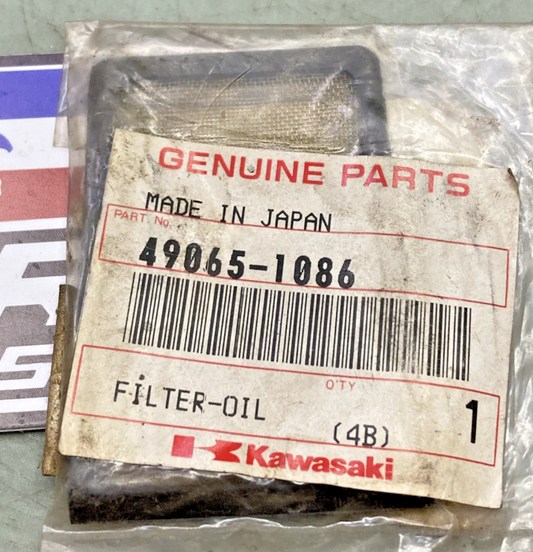 GENUINE PARTS
MADE IN JAPAN
PART. No.
49065-1086
Q'TY
FILTER-OIL
(4B)
1
Kawasaki